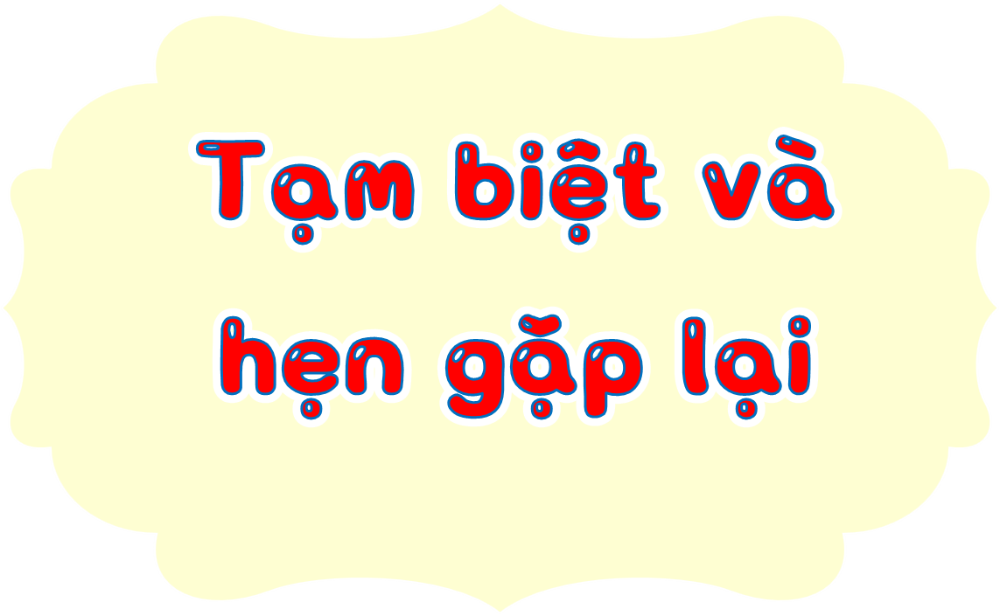 Tạm biệt và
hẹn gặp lại